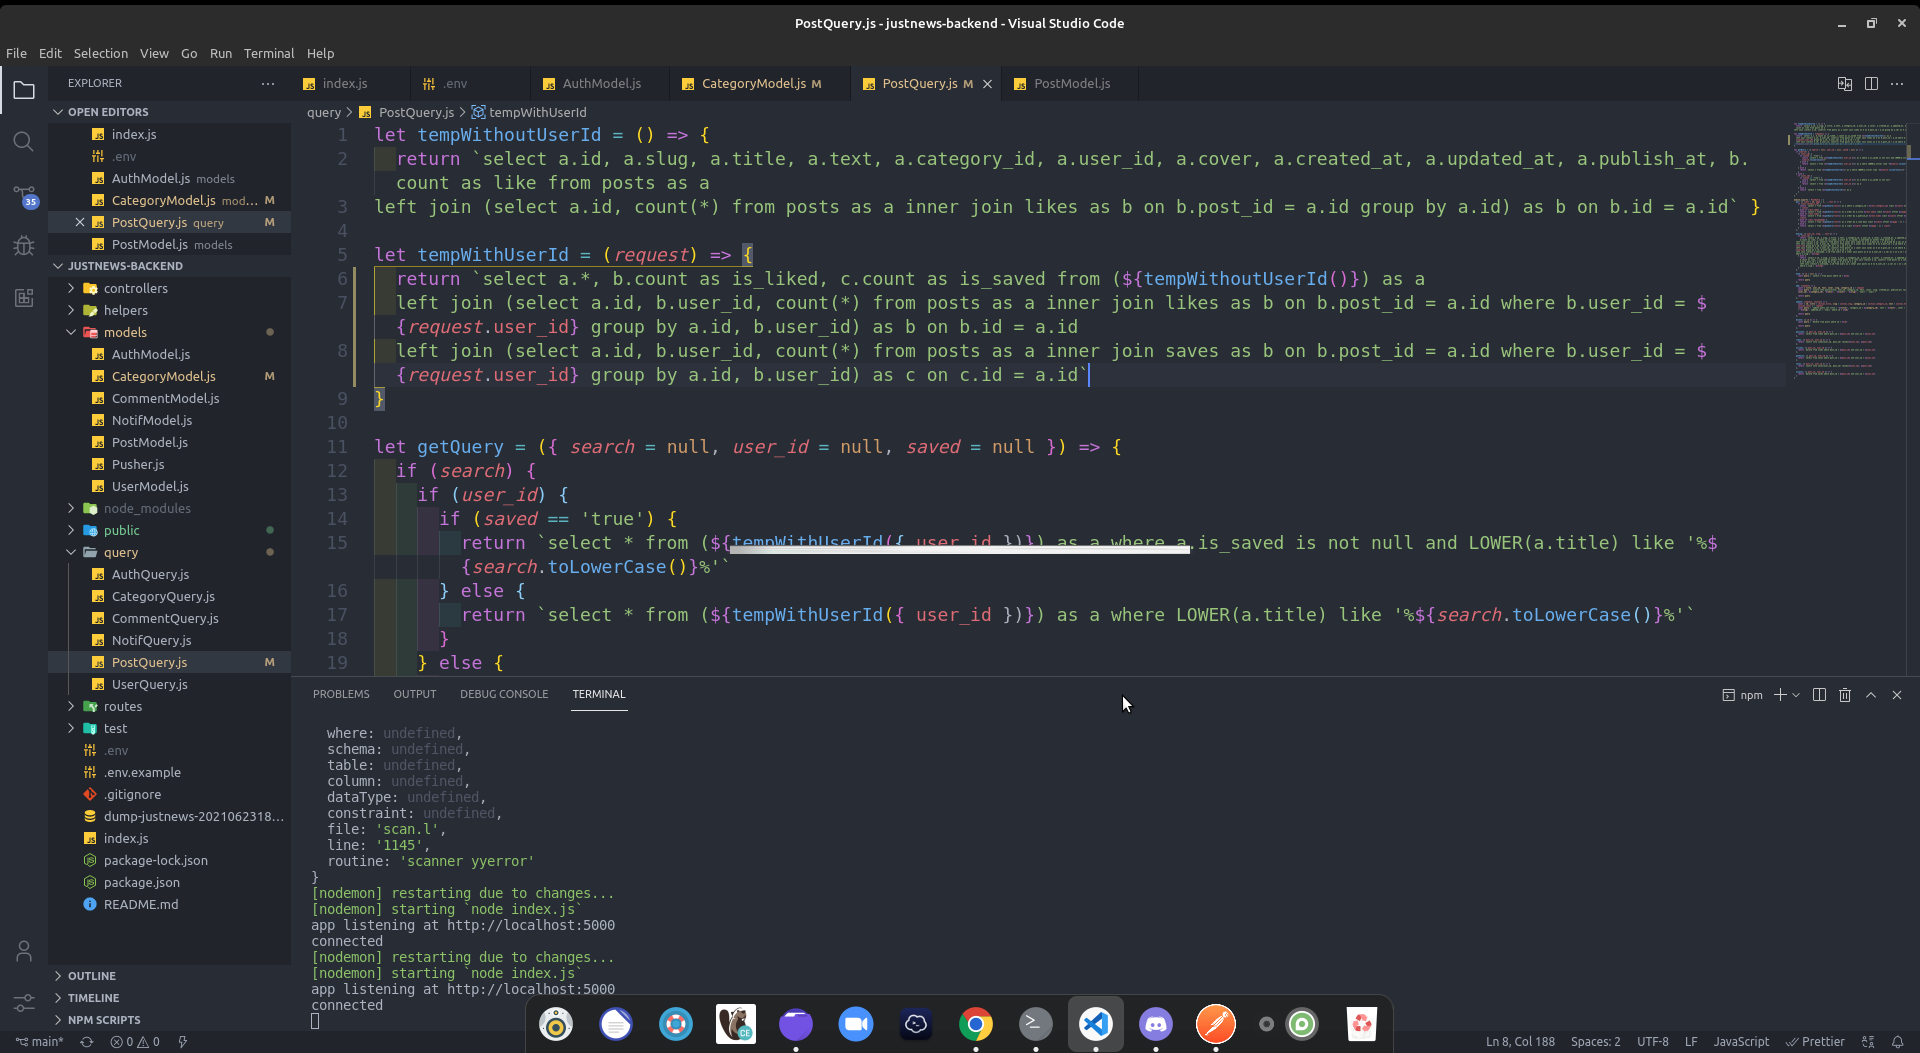 PostQuery.js - justnews-backend - Visual Studio Code
File Edit Selection View Go Run Terminal Help
EXPLORER
index.js
.env
AuthModel.js
CategoryModel.js M
PostQuery.js M
PostModel.js
OPEN EDITORS
index.js
.env
AuthModel.js models
CategoryModel.js mod... M
PostQuery.js query M
PostModel.js models
JUSTNEWS-BACKEND
controllers
helpers
models
AuthModel.js
CategoryModel.js M
CommentModel.js
NotifModel.js
PostModel.js
Pusher.js
UserModel.js
node_modules
public
query
AuthQuery.js
CategoryQuery.js
CommentQuery.js
NotifQuery.js
PostQuery.js M
UserQuery.js
routes
test
.env
.env.example
.gitignore
dump-justnews-2021062318...
index.js
package-lock.json
package.json
README.md
OUTLINE
TIMELINE
NPM SCRIPTS
35
query > PostQuery.js > tempWithUserId
1 let tempWithoutUserId = () => {
2 return `select a.id, a.slug, a.title, a.text, a.category_id, a.user_id, a.cover, a.created_at, a.updated_at, a.publish_at, b.
count as like from posts as a
3 left join (select a.id, count(*) from posts as a inner join likes as b on b.post_id = a.id group by a.id) as b on b.id = a.id` }
4
5 let tempWithUserId = (request) => {
6 return `select a.*, b.count as is_liked, c.count as is_saved from (${tempWithoutUserId()}) as a
7 left join (select a.id, b.user_id, count(*) from posts as a inner join likes as b on b.post_id = a.id where b.user_id = $
{request.user_id} group by a.id, b.user_id) as b on b.id = a.id
8 left join (select a.id, b.user_id, count(*) from posts as a inner join saves as b on b.post_id = a.id where b.user_id = $
{request.user_id} group by a.id, b.user_id) as c on c.id = a.id`
9 }
10
11 let getQuery = ({ search = null, user_id = null, saved = null }) => {
12 if (search) {
13 if (user_id) {
14 if (saved == 'true') {
15 return `select * from (${tempWithUserId({ user_id })}) as a where a.is_saved is not null and LOWER(a.title) like '%$
{search.toLowerCase()}%'`
16 } else {
17 return `select * from (${tempWithUserId({ user_id })}) as a where LOWER(a.title) like '%${search.toLowerCase()}%'`
18 }
19 } else {
PROBLEMS OUTPUT DEBUG CONSOLE TERMINAL
npm
where: undefined,
schema: undefined,
table: undefined,
column: undefined,
dataType: undefined,
constraint: undefined,
file: 'scan.l',
line: '1145',
routine: 'scanner yyerror'
}
[nodemon] restarting due to changes...
[nodemon] starting `node index.js`
app listening at http://localhost:5000
connected
[nodemon] restarting due to changes...
[nodemon] starting `node index.js`
app listening at http://localhost:5000
connected
CE
main* 0 0
Ln 8, Col 188 Spaces: 2 UTF-8 LF JavaScript Prettier